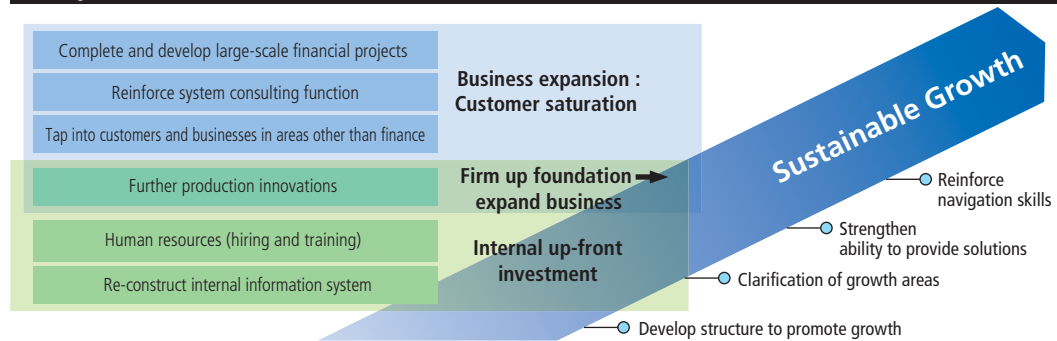 Complete and develop large-scale financial projects
Reinforce system consulting function
Tap into customers and businesses in areas other than finance
Business expansion :
Customer saturation
Further production innovations
Firm up foundation
expand business
Human resources (hiring and training)
Re-construct internal information system
Internal up-front
investment
Sustainable Growth
Reinforce
navigation skills
Strengthen
ability to provide solutions
Clarification of growth areas
Develop structure to promote growth